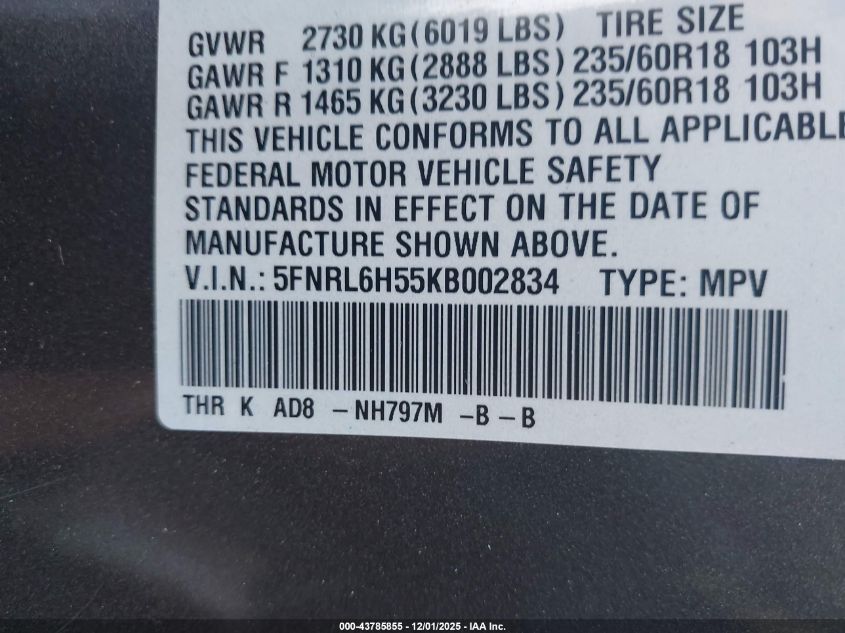 GVWR 2730 KG (6019 LBS) TIRE SIZE
GAWR F 1310 KG (2888 LBS) 235/60R18 103H
GAWR R 1465 KG (3230 LBS) 235/60R18 103H
THIS VEHICLE CONFORMS TO ALL APPLICABLE
FEDERAL MOTOR VEHICLE SAFETY
STANDARDS IN EFFECT ON THE DATE OF
MANUFACTURE SHOWN ABOVE.
V.I.N.: 5FNRL6H55KB002834 TYPE: MPV
THR K AD8 - NH797M - B - B
000-43785855 - 12/01/2025 - IAA Inc.